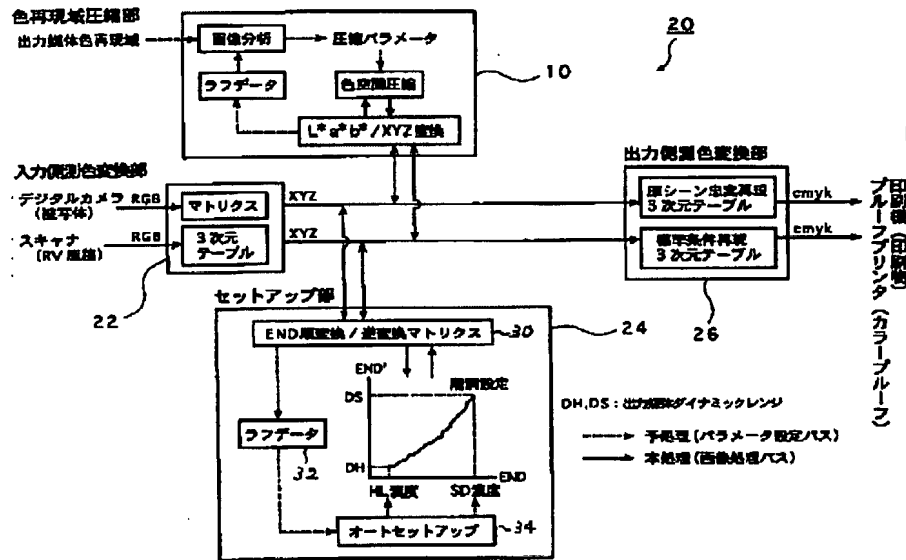 色再現域圧縮部
出力媒体色再現域
画像分析
圧縮パラメータ
ラフデータ
色空間圧縮
L*a*b*/XYZ変換
10
20
入力側測色変換部
デジタルカメラ
(被写体)
RGB
マトリクス
XYZ
スキャナ
(RV原稿)
RGB
3次元
テーブル
XYZ
22
出力側測色変換部
原シーン忠実再現
3次元テーブル
cmyk
標準条件再現
3次元テーブル
cmyk
26
印刷機(印刷物)
プルーフプリンタ(カラープルーフ)
セットアップ部
END順変換/逆変換マトリクス
30
24
END'
階調設定
DS
DH
END
HL濃度
SD濃度
ラフデータ
32
オートセットアップ
34
DH,DS:出力媒体ダイナミックレンジ
予処理(パラメータ設定パス)
本処理(画像処理パス)